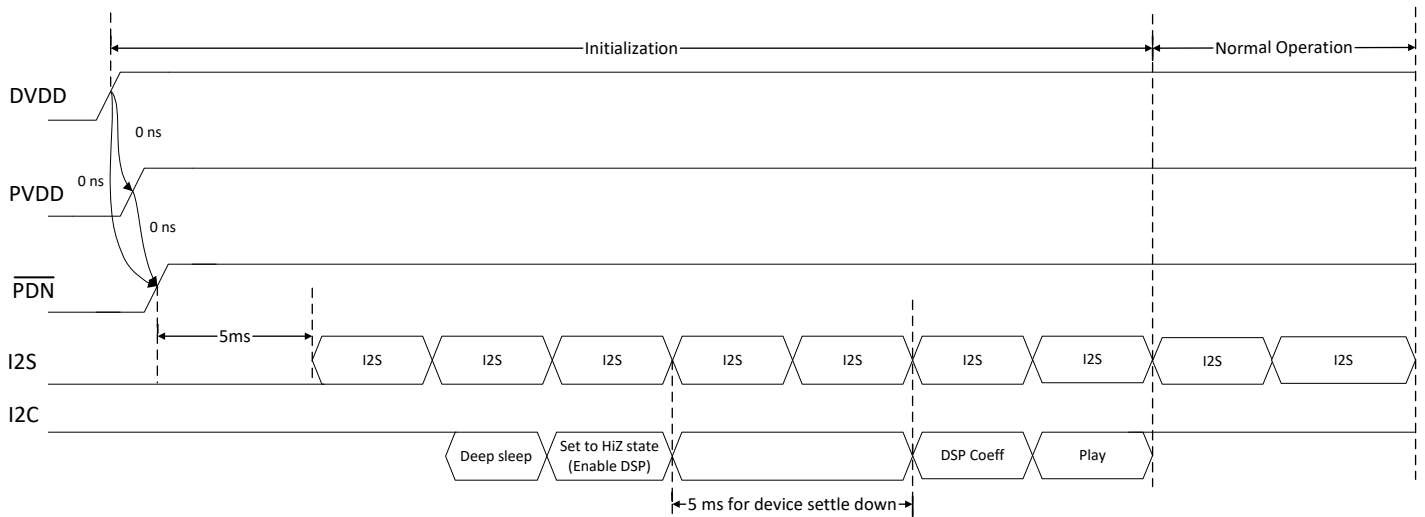 Initialization
Normal Operation
DVDD
0 ns
0 ns
PVDD
0 ns
PDN
5ms
I2S
I2S
I2S
I2S
I2S
I2S
I2S
I2S
I2S
I2S
I2C
Deep sleep
Set to HiZ state
(Enable DSP)
DSP Coeff
Play
5 ms for device settle down